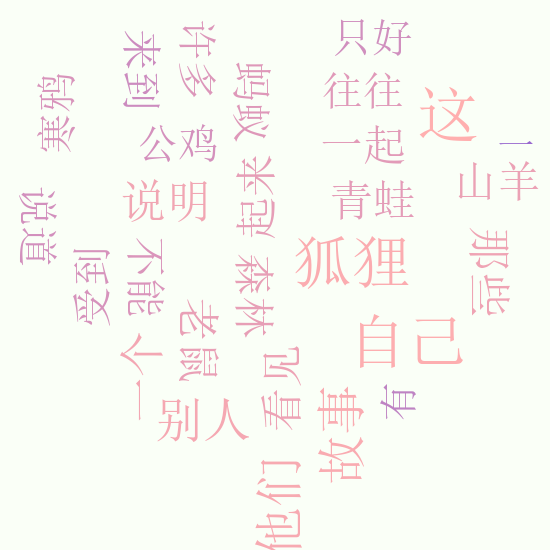 只好
许多
来到
往往
蚂蚁
寒鸦
这
公鸡
一起
一
山羊
说明
青蛙
起来
说道
狐狸
那些
不能
受到
森林
老鼠
自己
一个
看见
别人
故事
有
他们